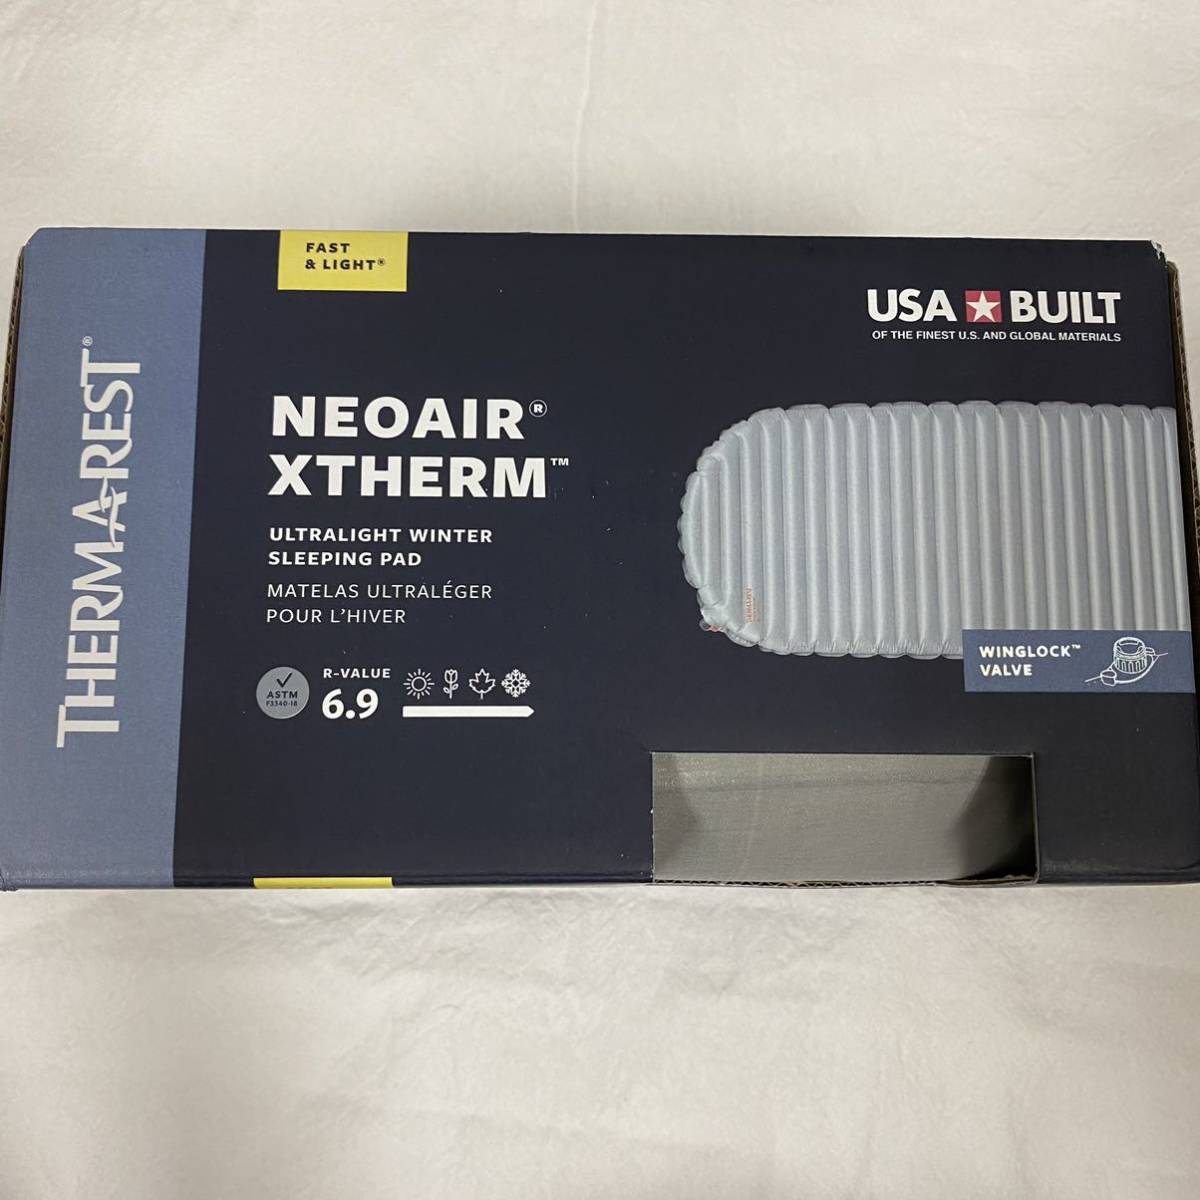 THERMAREST®
FAST
& LIGHT®
USA BUILT
OF THE FINEST U.S. AND GLOBAL MATERIALS
NEOAIR®
XTHERM™
ULTRALIGHT WINTER
SLEEPING PAD
MATELAS ULTRALÉGER
POUR L'HIVER
ASTM
F3340-18
R-VALUE
6.9
WINGLOCK™
VALVE